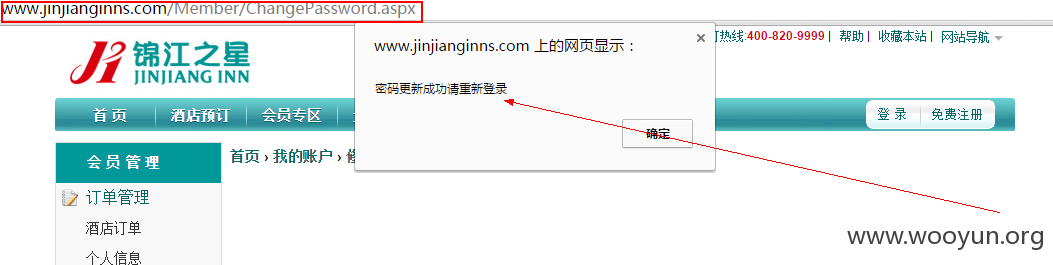 www.jinjianginns.com/Member/ChangePassword.aspx
锦江之星
JINJIANG INN
订热线:400-820-9999 | 帮助 | 收藏本站 | 网站导航
www.jinjianginns.com 上的网页显示：
密码更新成功请重新登录
确定
首 页 酒店预订 会员专区
登 录 免费注册
会 员 管 理
首页 › 我的账户 ›
订单管理
酒店订单
个人信息
www.wooyun.org